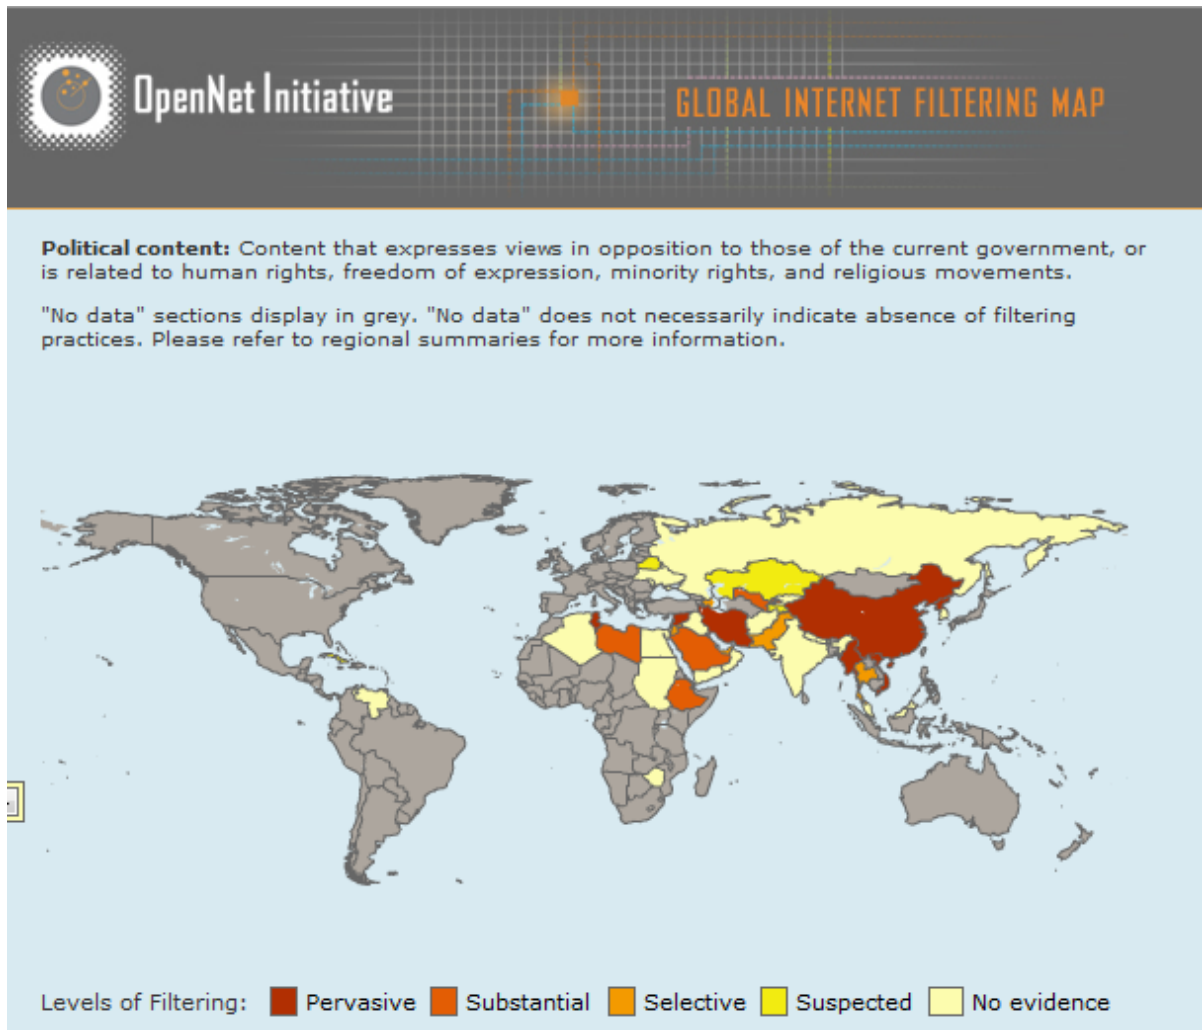 OpenNet Initiative
GLOBAL INTERNET FILTERING MAP
Political content: Content that expresses views in opposition to those of the current government, or
is related to human rights, freedom of expression, minority rights, and religious movements.
"No data" sections display in grey. "No data" does not necessarily indicate absence of filtering
practices. Please refer to regional summaries for more information.
Levels of Filtering: Pervasive Substantial Selective Suspected No evidence